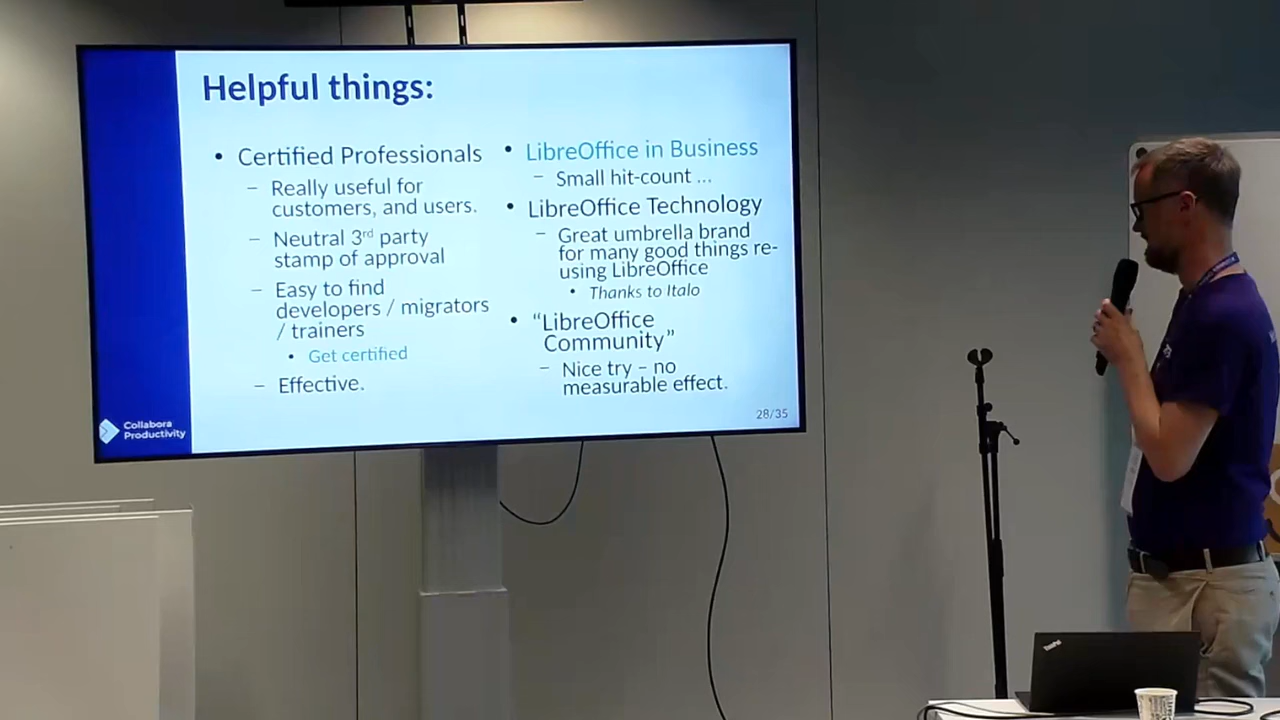 Helpful things:
• Certified Professionals
– Really useful for
customers, and users.
– Neutral 3rd party
stamp of approval
– Easy to find
developers / migrators
/ trainers
• Get certified
– Effective.
• LibreOffice in Business
– Small hit-count ...
• LibreOffice Technology
– Great umbrella brand
for many good things re-
using LibreOffice
• Thanks to Italo
• “LibreOffice
Community”
– Nice try – no
measurable effect.
28/35
Collabora
Productivity
ThinkPad